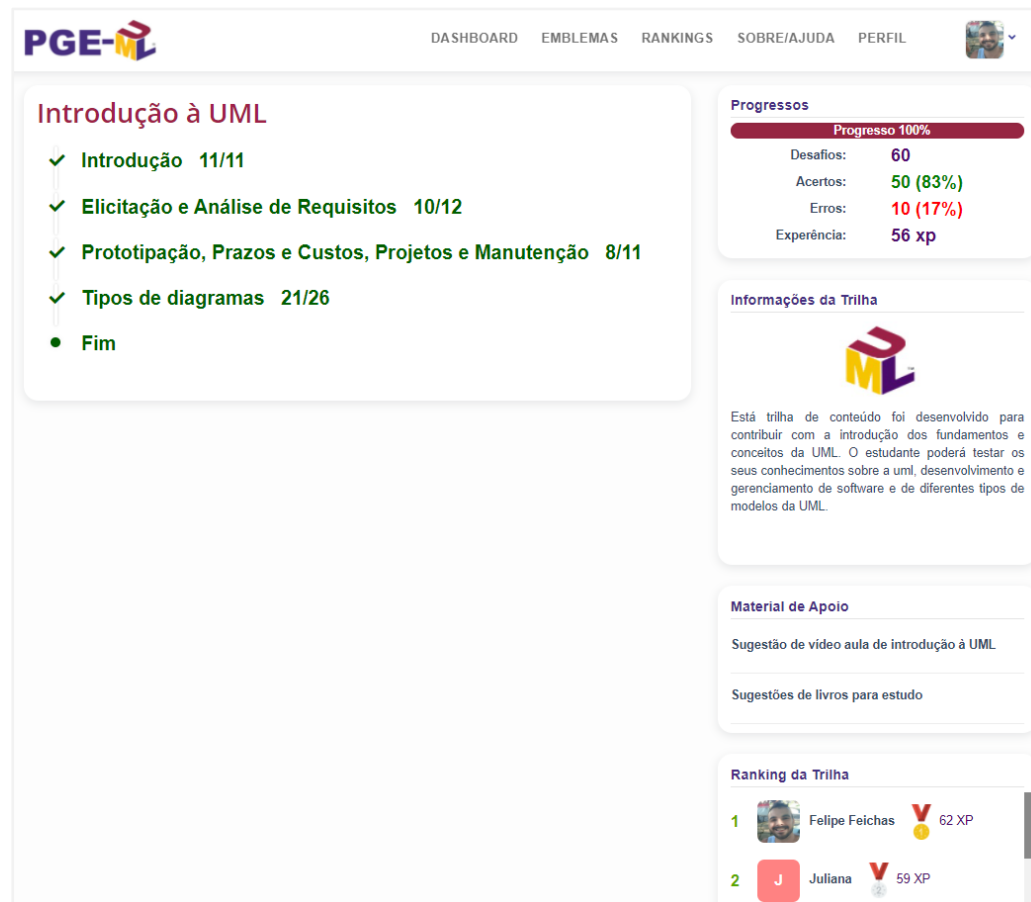 PGE-UML
DASHBOARD EMBLEMAS RANKINGS SOBRE/AJUDA PERFIL
Introdução à UML
Introdução 11/11
Elicitação e Análise de Requisitos 10/12
Prototipação, Prazos e Custos, Projetos e Manutenção 8/11
Tipos de diagramas 21/26
Fim
Progressos
Progresso 100%
Desafios: 60
Acertos: 50 (83%)
Erros: 10 (17%)
Experência: 56 xp
Informações da Trilha
UML
Está trilha de conteúdo foi desenvolvido para
contribuir com a introdução dos fundamentos e
conceitos da UML. O estudante poderá testar os
seus conhecimentos sobre a uml, desenvolvimento e
gerenciamento de software e de diferentes tipos de
modelos da UML.
Material de Apoio
Sugestão de vídeo aula de introdução à UML
Sugestões de livros para estudo
Ranking da Trilha
1 Felipe Feichas 1 62 XP
2 J Juliana 2 59 XP